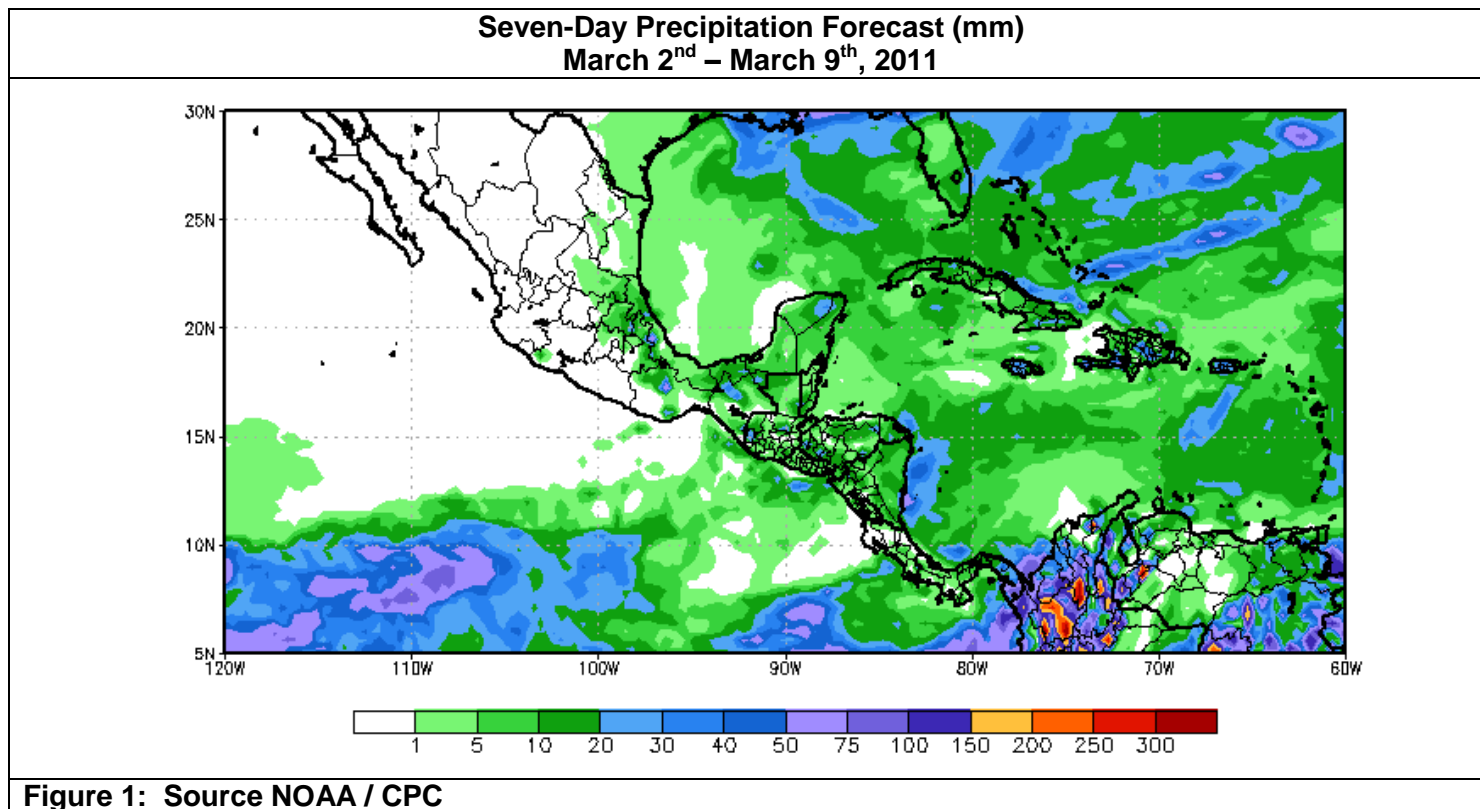 Seven-Day Precipitation Forecast (mm)
March 2nd – March 9th, 2011
30N
25N
20N
15N
10N
5N
120W 110W 100W 90W 80W 70W 60W
1 5 10 20 30 40 50 75 100 150 200 250 300
Figure 1: Source NOAA / CPC